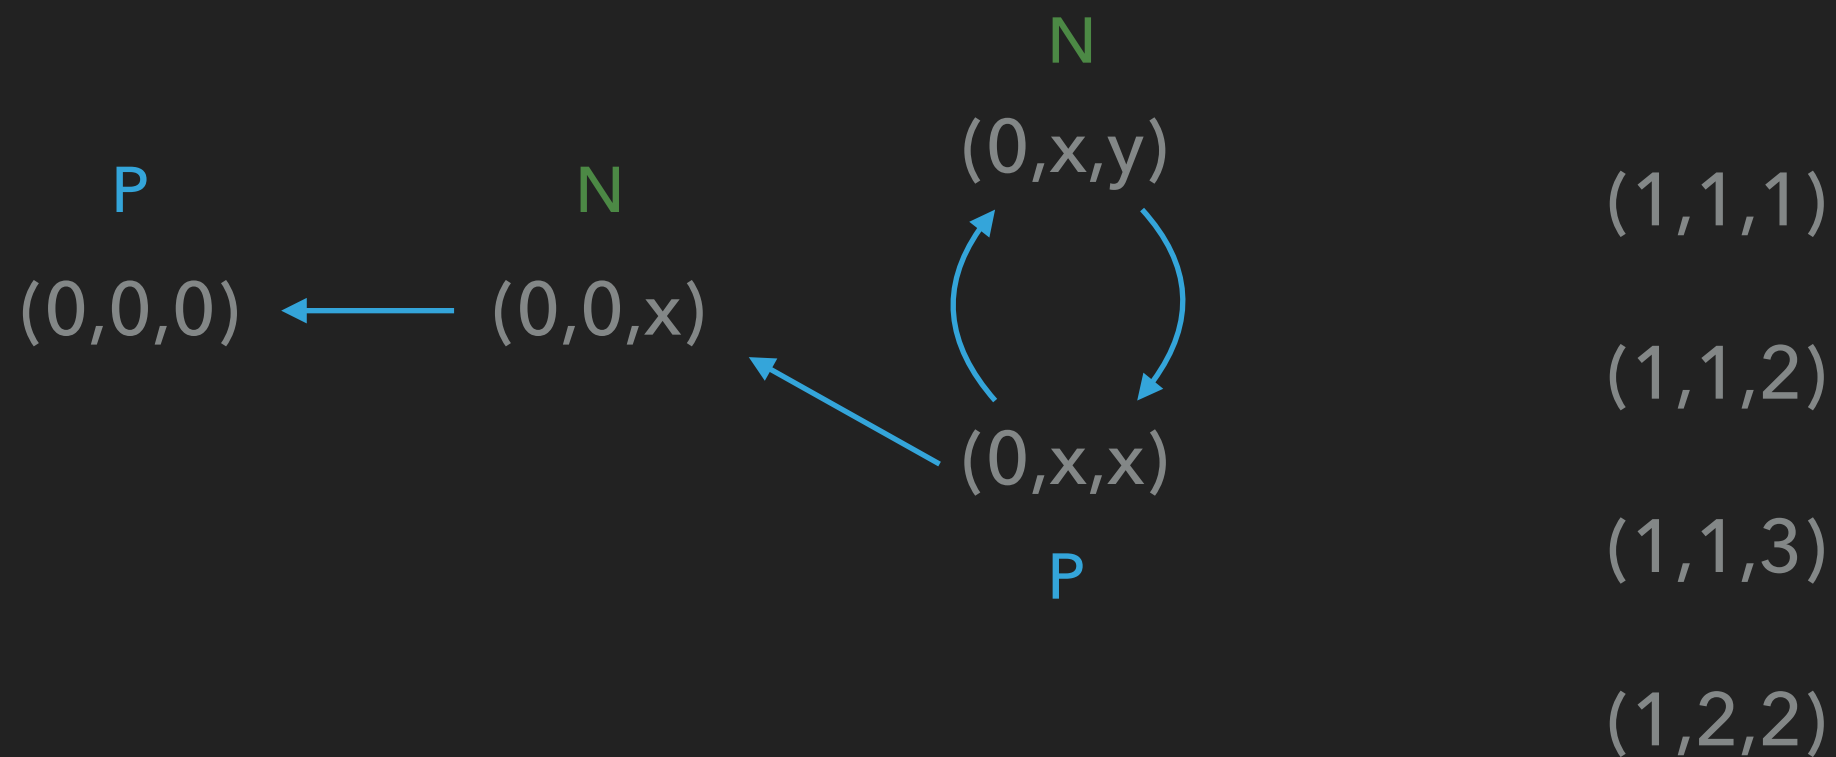 N
(0,x,y)
P
N
(1,1,1)
(0,0,0)
(0,0,x)
(1,1,2)
(0,x,x)
(1,1,3)
P
(1,2,2)